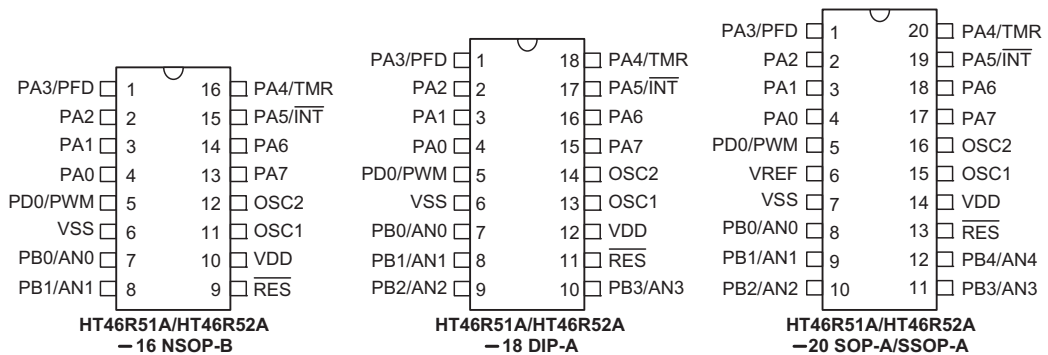 PA3/PFD 1 16 PA4/TMR
PA2 2 15 PA5/INT
PA1 3 14 PA6
PA0 4 13 PA7
PD0/PWM 5 12 OSC2
VSS 6 11 OSC1
PB0/AN0 7 10 VDD
PB1/AN1 8 9 RES
HT46R51A/HT46R52A
–16 NSOP-B
PA3/PFD 1 18 PA4/TMR
PA2 2 17 PA5/INT
PA1 3 16 PA6
PA0 4 15 PA7
PD0/PWM 5 14 OSC2
VSS 6 13 OSC1
PB0/AN0 7 12 VDD
PB1/AN1 8 11 RES
PB2/AN2 9 10 PB3/AN3
HT46R51A/HT46R52A
–18 DIP-A
PA3/PFD 1 20 PA4/TMR
PA2 2 19 PA5/INT
PA1 3 18 PA6
PA0 4 17 PA7
PD0/PWM 5 16 OSC2
VREF 6 15 OSC1
VSS 7 14 VDD
PB0/AN0 8 13 RES
PB1/AN1 9 12 PB4/AN4
PB2/AN2 10 11 PB3/AN3
HT46R51A/HT46R52A
–20 SOP-A/SSOP-A